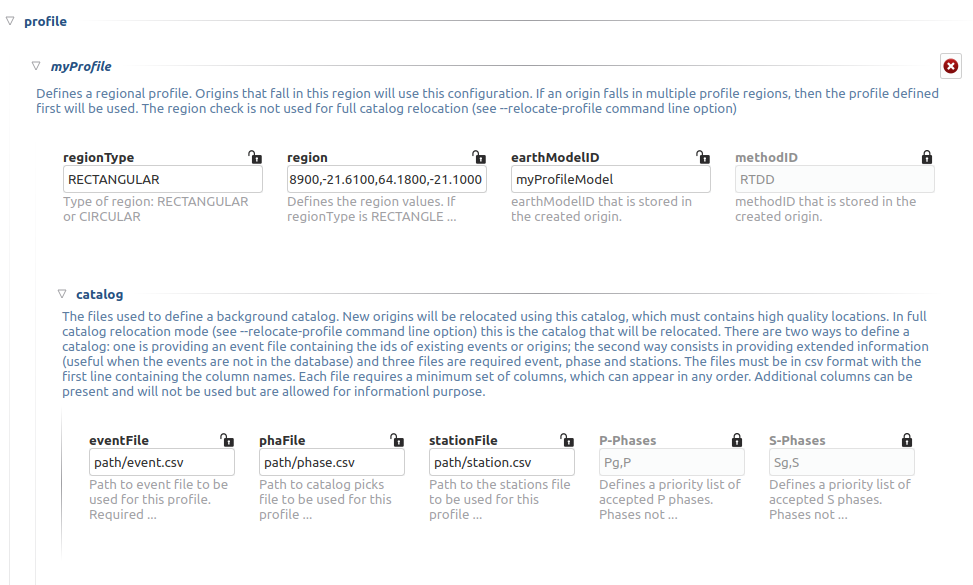 profile
myProfile
Defines a regional profile. Origins that fall in this region will use this configuration. If an origin falls in multiple profile regions, then the profile defined
first will be used. The region check is not used for full catalog relocation (see --relocate-profile command line option)
regionType
region
earthModelID
methodID
RECTANGULAR
8900,-21.6100,64.1800,-21.1000
myProfileModel
RTDD
Type of region: RECTANGULAR
or CIRCULAR
Defines the region values. If
regionType is RECTANGLE ...
earthModelID that is stored in
the created origin.
methodID that is stored in the
created origin.
catalog
The files used to define a background catalog. New origins will be relocated using this catalog, which must contains high quality locations. In full
catalog relocation mode (see --relocate-profile command line option) this is the catalog that will be relocated. There are two ways to define a
catalog: one is providing an event file containing the ids of existing events or origins; the second way consists in providing extended information
(useful when the events are not in the database) and three files are required event, phase and stations. The files must be in csv format with the
first line containing the column names. Each file requires a minimum set of columns, which can appear in any order. Additional columns can be
present and will not be used but are allowed for informationl purpose.
eventFile
phaFile
stationFile
P-Phases
S-Phases
path/event.csv
path/phase.csv
path/station.csv
Pg,P
Sg,S
Path to event file to be
used for this profile.
Required ...
Path to catalog picks
file to be used for this
profile ...
Path to the stations file
to be used for this
profile ...
Defines a priority list of
accepted P phases.
Phases not ...
Defines a priority list of
accepted S phases.
Phases not ...